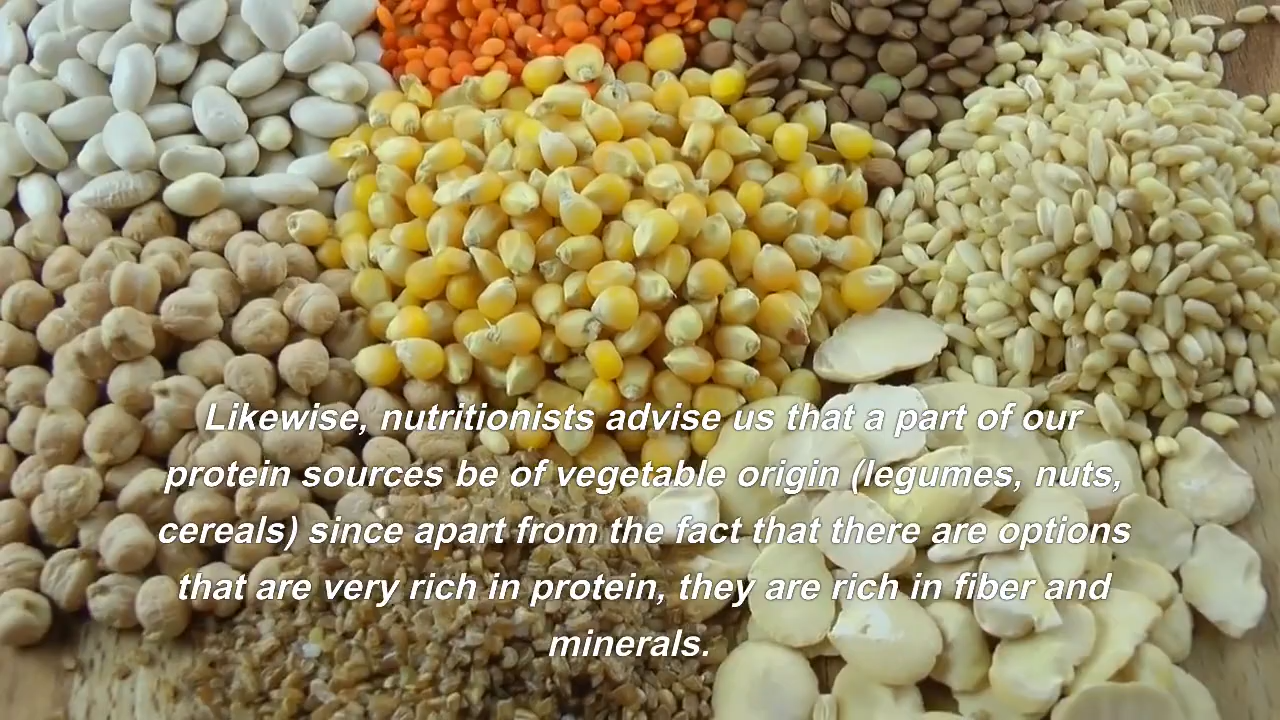 Likewise, nutritionists advise us that a part of our
protein sources be of vegetable origin (legumes, nuts,
cereals) since apart from the fact that there are options
that are very rich in protein, they are rich in fiber and
minerals.